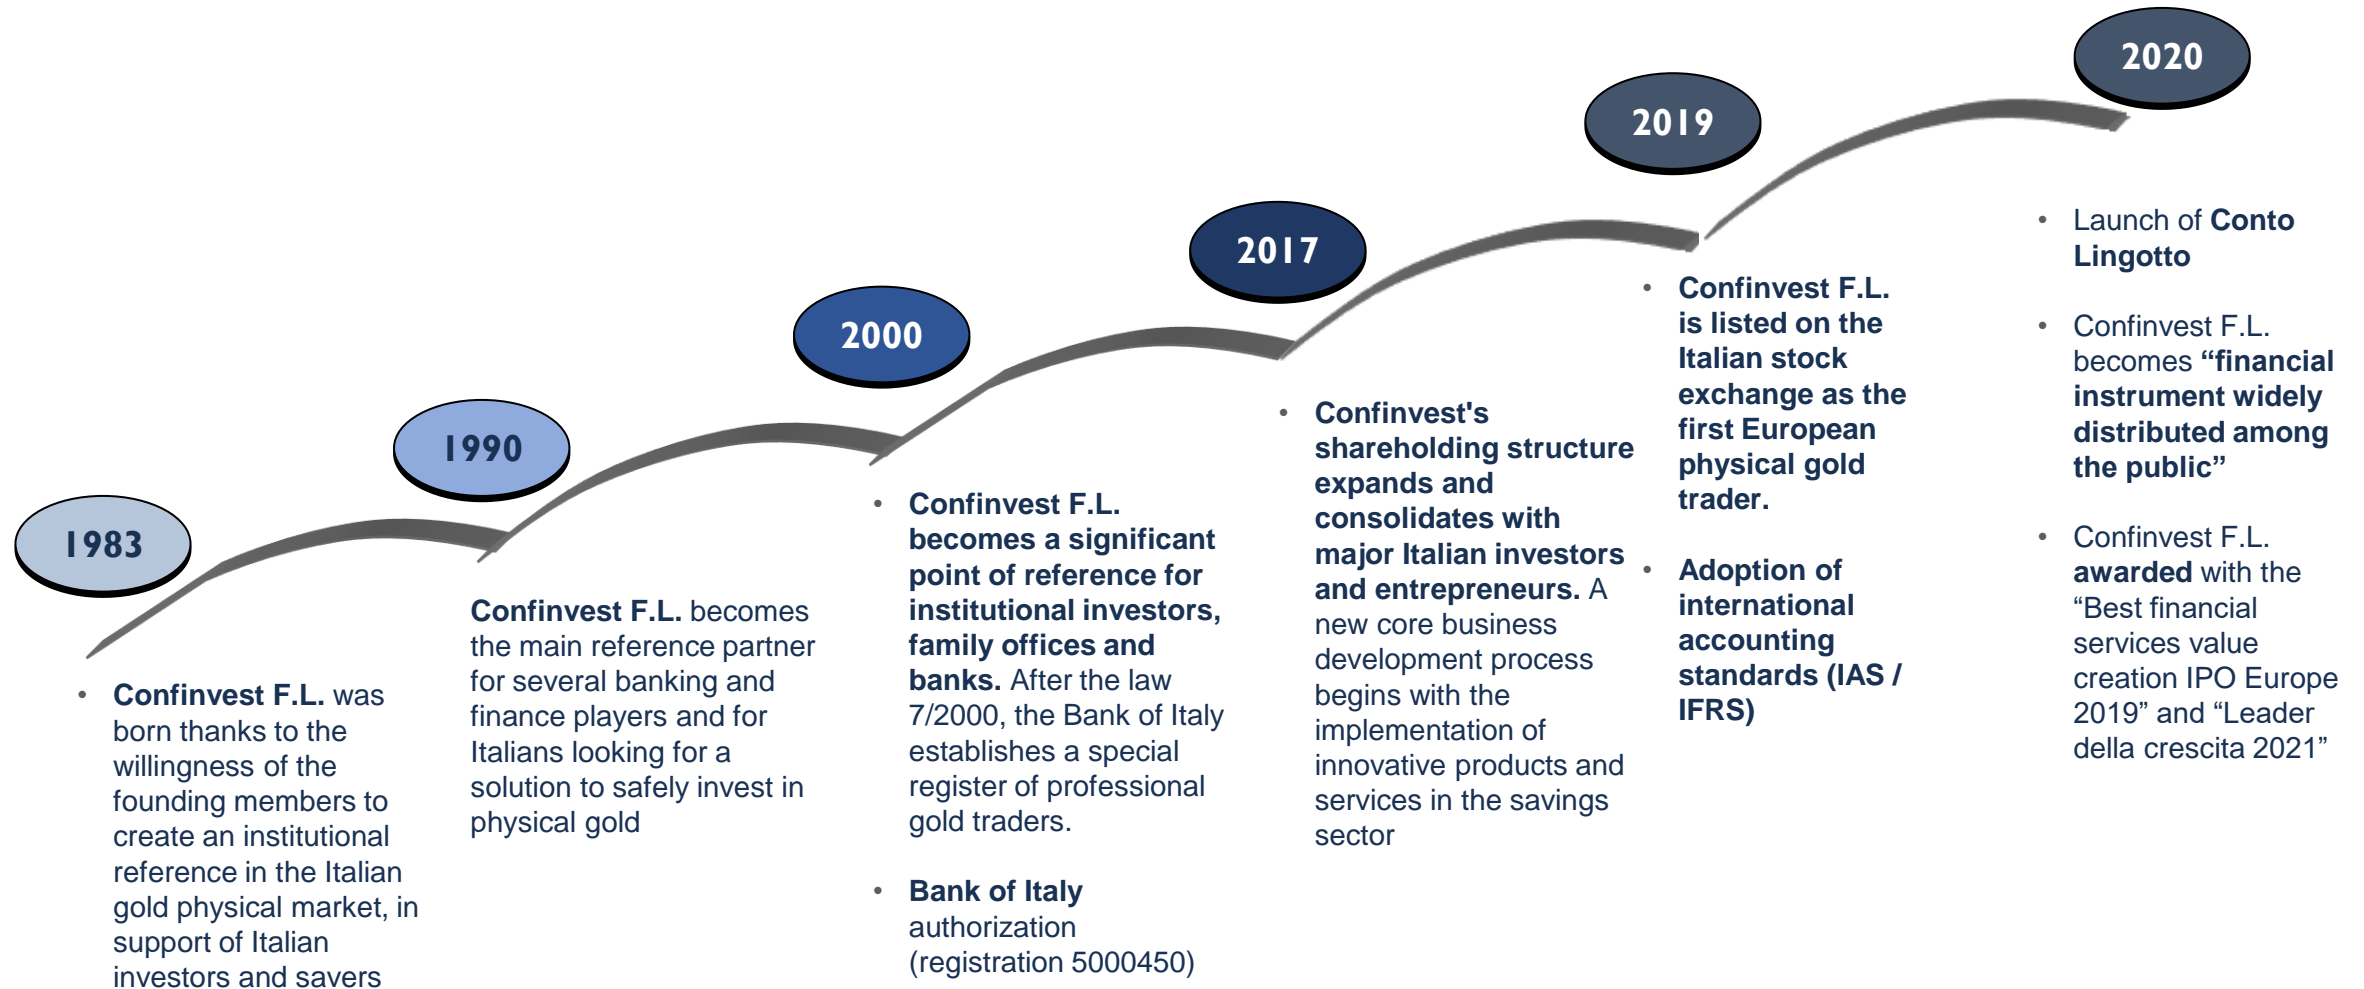 1983
• Confinvest F.L. was
born thanks to the
willingness of the
founding members to
create an institutional
reference in the Italian
gold physical market, in
support of Italian
investors and savers
1990
Confinvest F.L. becomes
the main reference partner
for several banking and
finance players and for
Italians looking for a
solution to safely invest in
physical gold
2000
• Confinvest F.L.
becomes a significant
point of reference for
institutional investors,
family offices and
banks. After the law
7/2000, the Bank of Italy
establishes a special
register of professional
gold traders.
• Bank of Italy
authorization
(registration 5000450)
2017
• Confinvest's
shareholding structure
expands and
consolidates with
major Italian investors
and entrepreneurs. A
new core business
development process
begins with the
implementation of
innovative products and
services in the savings
sector
2019
• Confinvest F.L.
is listed on the
Italian stock
exchange as the
first European
physical gold
trader.
• Adoption of
international
accounting
standards (IAS /
IFRS)
2020
• Launch of Conto
Lingotto
• Confinvest F.L.
becomes “financial
instrument widely
distributed among
the public”
• Confinvest F.L.
awarded with the
“Best financial
services value
creation IPO Europe
2019” and “Leader
della crescita 2021”